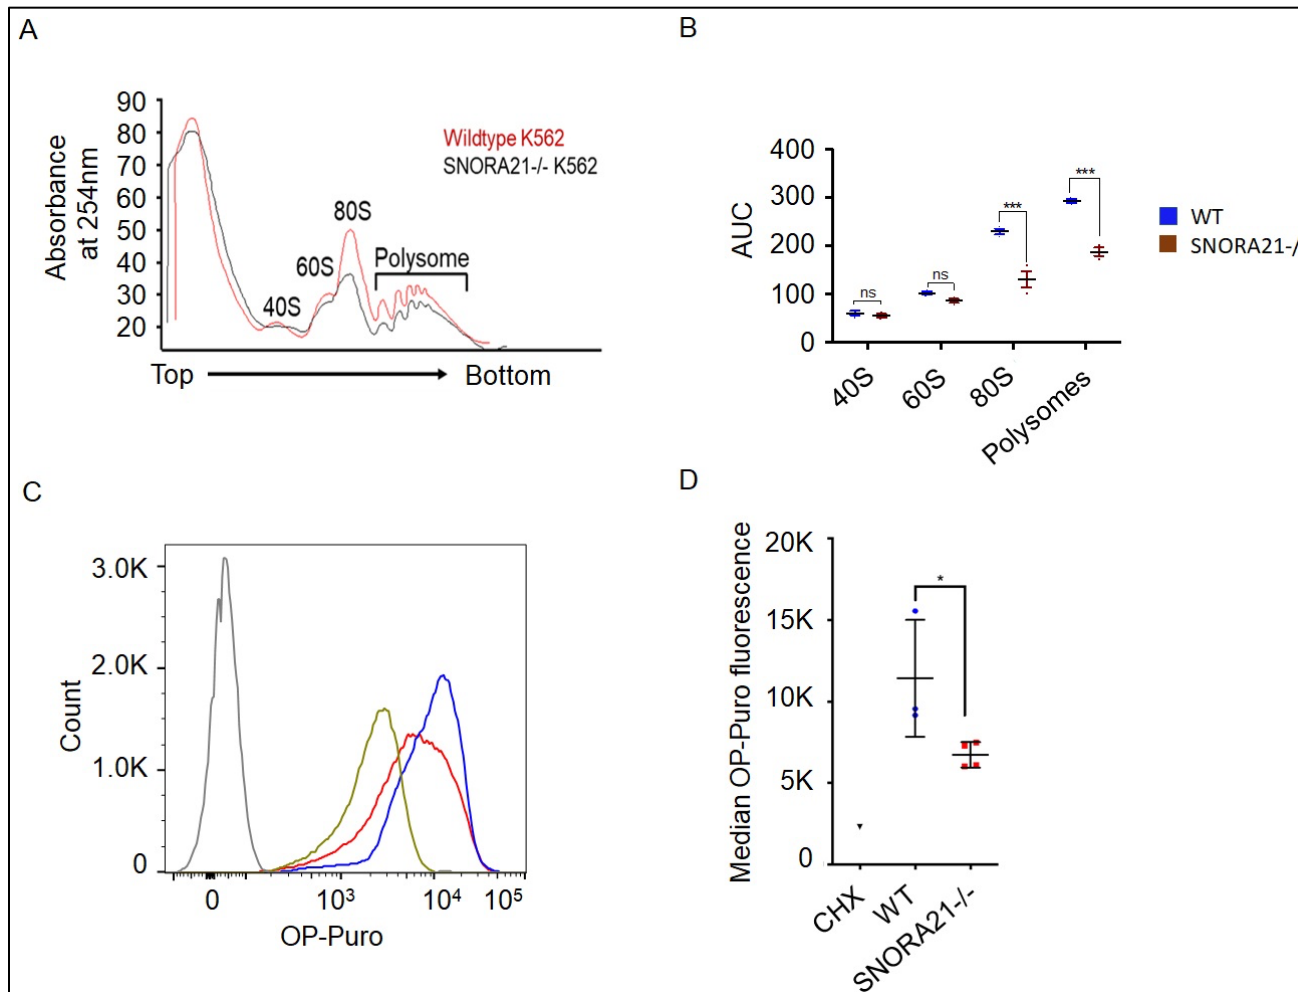 A
Absorbance
at 254nm
90
80
70
60
50
40
30
20
Wildtype K562
SNORA21-/- K562
80S
60S
Polysome
40S
Top
Bottom
B
AUC
400
300
200
100
0
ns
ns
***
***
40S
60S
80S
Polysomes
WT
SNORA21-/
C
Count
3.0K
2.0K
1.0K
0
0
10³
10⁴
10⁵
OP-Puro
D
Median OP-Puro fluorescence
20K
15K
10K
5K
0
*
CHX
WT
SNORA21-/-